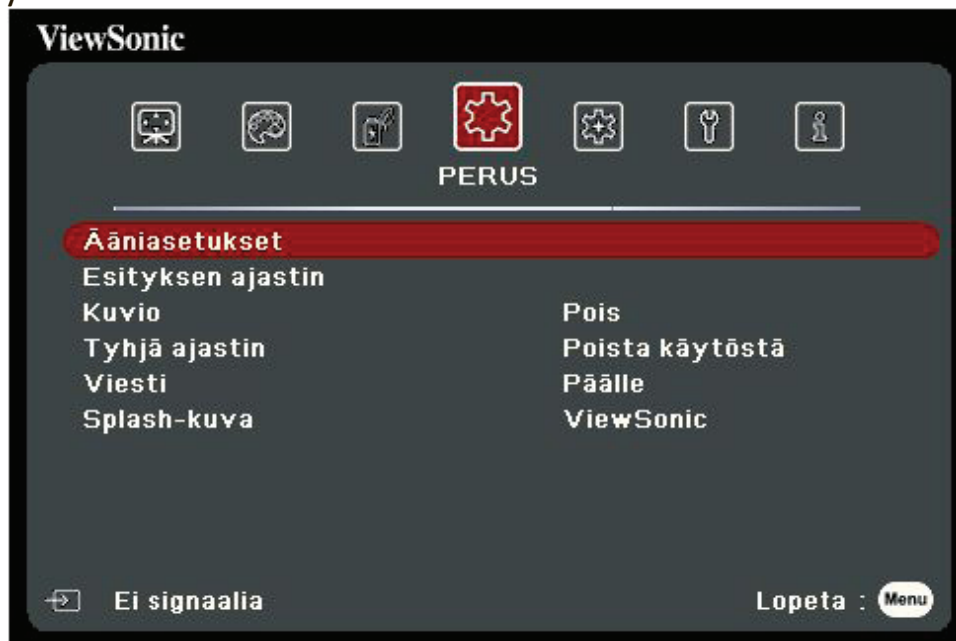 ViewSonic
PERUS
Ääniasetukset
Esityksen ajastin
Kuvio Pois
Tyhjä ajastin Poista käytöstä
Viesti Päälle
Splash-kuva ViewSonic
Ei signaalia Lopeta : Menu